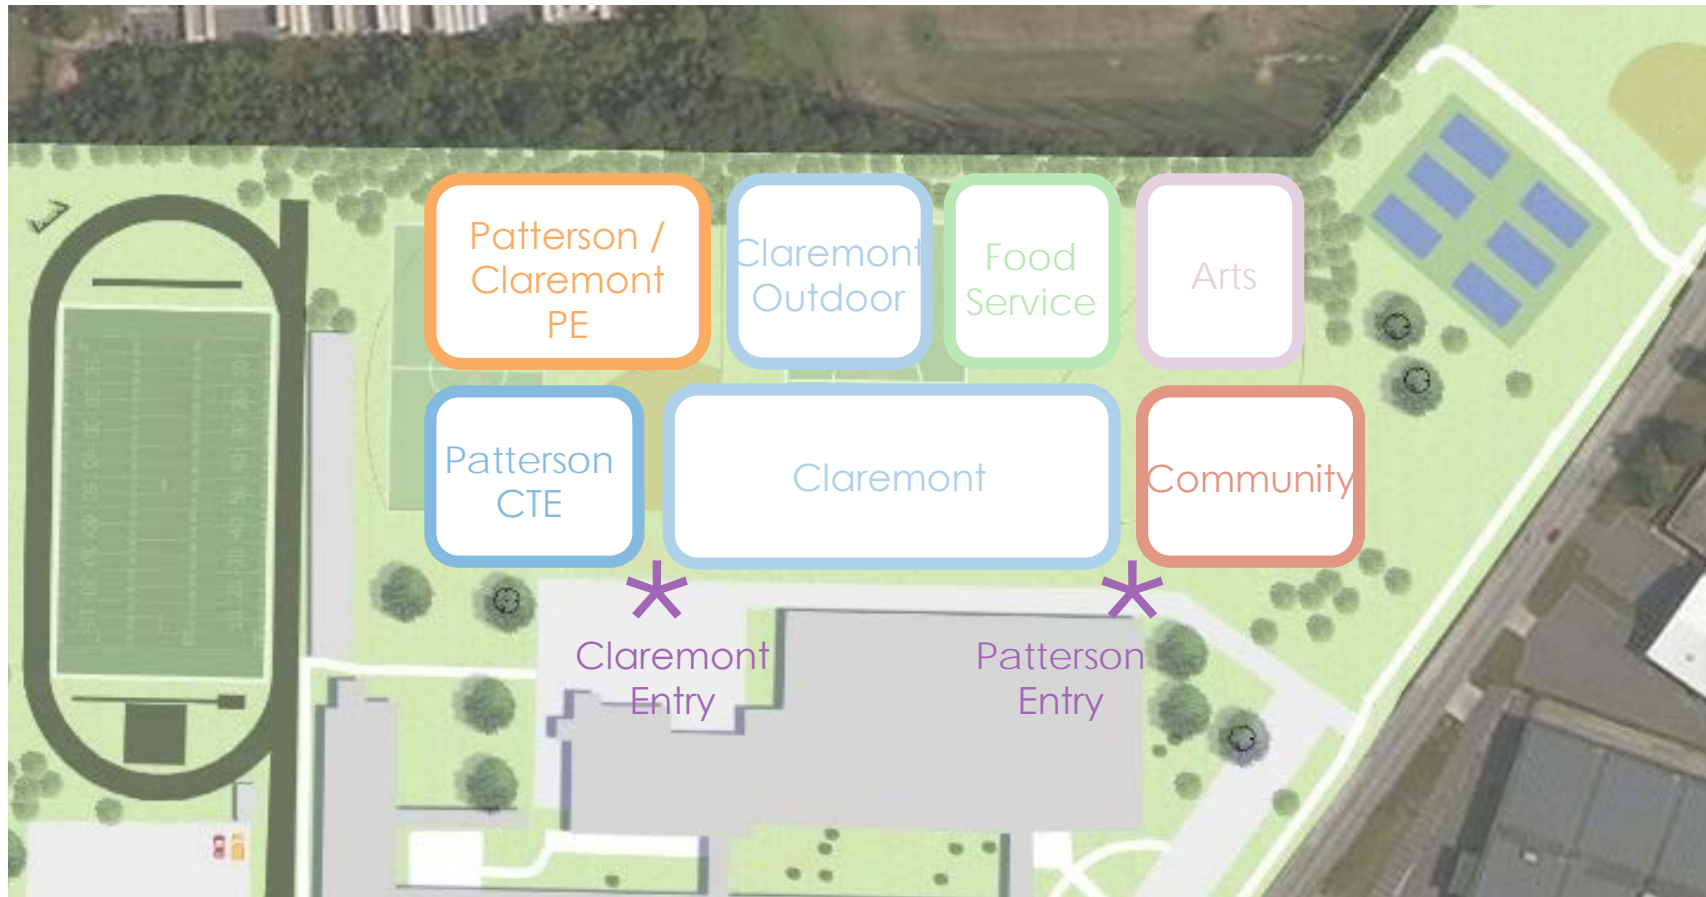 Patterson /
Claremont
PE
Claremont
Outdoor
Food
Service
Arts
Patterson
CTE
Claremont
Community
Claremont
Entry
Patterson
Entry